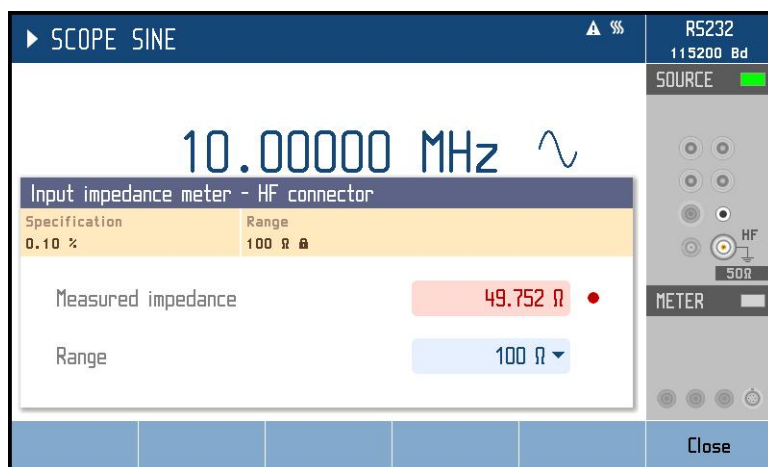 SCOPE SINE
RS232
115200 Bd
SOURCE
10.00000 MHz
Input impedance meter - HF connector
Specification Range
0.10 % 100 Ω
HF
50Ω
Measured impedance 49.752 Ω
METER
Range 100 Ω
Close